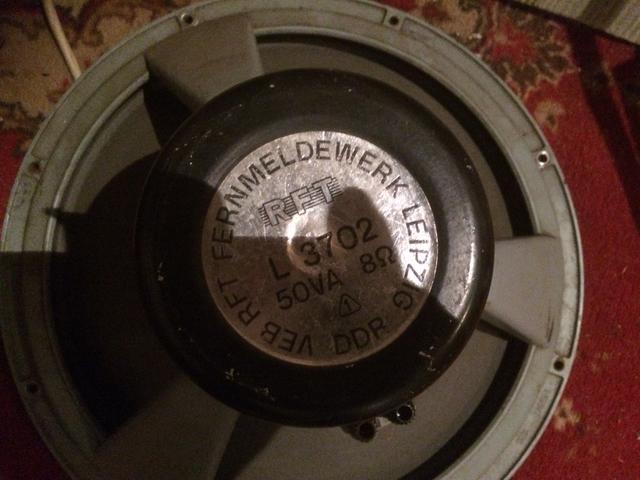 VEB RFT FERNMELDEWERK LEIPZIG
RFT
L 3702
50VA 8Ω
DDR